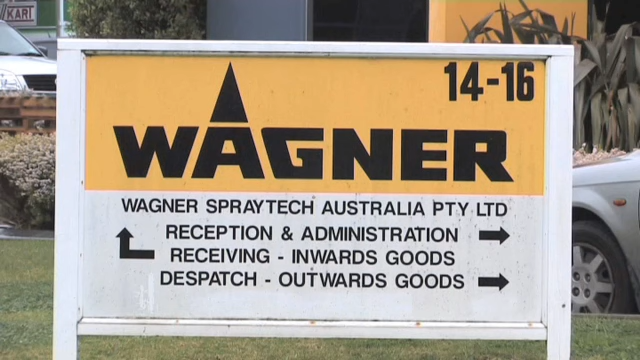 KART
14-16
WAGNER
WAGNER SPRAYTECH AUSTRALIA PTY LTD
RECEPTION & ADMINISTRATION
RECEIVING - INWARDS GOODS
DESPATCH - OUTWARDS GOODS